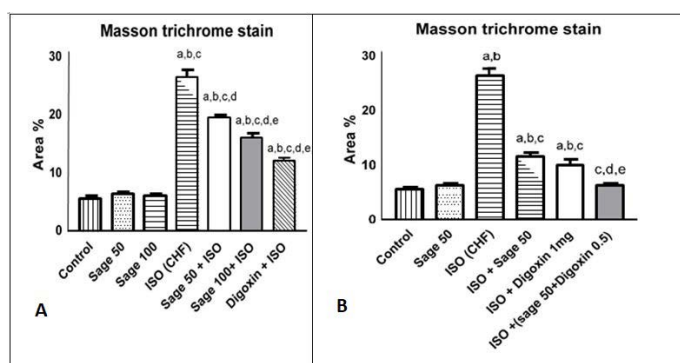 Masson trichrome stain
Area %
30
20
10
0
a,b,c
a,b,c,d
a,b,c,d,e
a,b,c,d,e
Control
Sage 50
Sage 100
ISO (CHF)
Sage 50 + ISO
Sage 100+ ISO
Digoxin + ISO
A
Masson trichrome stain
Area %
30
20
10
0
a,b
a,b,c
a,b,c
c,d,e
Control
Sage 50
ISO (CHF)
ISO + Sage 50
ISO + Digoxin 1mg
ISO +(sage 50+Digoxin 0.5)
B